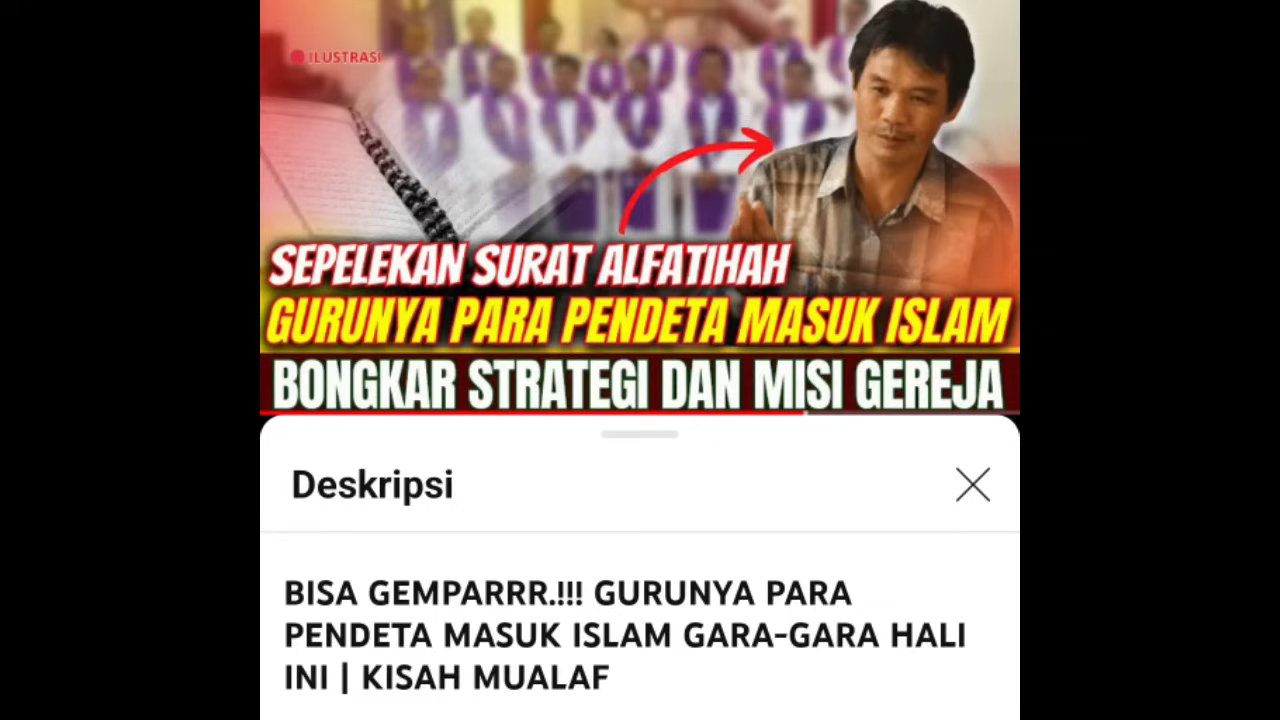 ILUSTRASI
SEPELEKAN SURAT ALFATIHAH
GURUNYA PARA PENDETA MASUK ISLAM
BONGKAR STRATEGI DAN MISI GEREJA
Deskripsi
BISA GEMPARRR.!!! GURUNYA PARA
PENDETA MASUK ISLAM GARA-GARA HALI
INI | KISAH MUALAF